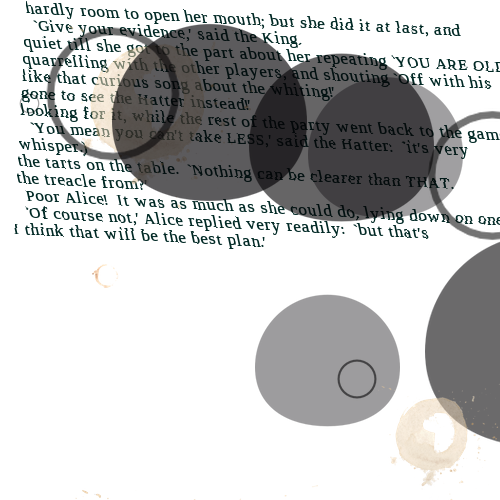 hardly room to open her mouth; but she did it at last, and
`Give your evidence,' said the King.
quiet till she got to the part about her repeating `YOU ARE OLD
quarrelling with the other players, and shouting `Off with his
like that curious song about the whiting!'
gone to see the Hatter instead!'
looking for it, while the rest of the party went back to the game
`You mean you can't take LESS,' said the Hatter: `it's very
whisper.)
the tarts on the table. `Nothing can be clearer than THAT.
the treacle from?'
Poor Alice! It was as much as she could do, lying down on one
`Of course not,' Alice replied very readily: `but that's
I think that will be the best plan.'